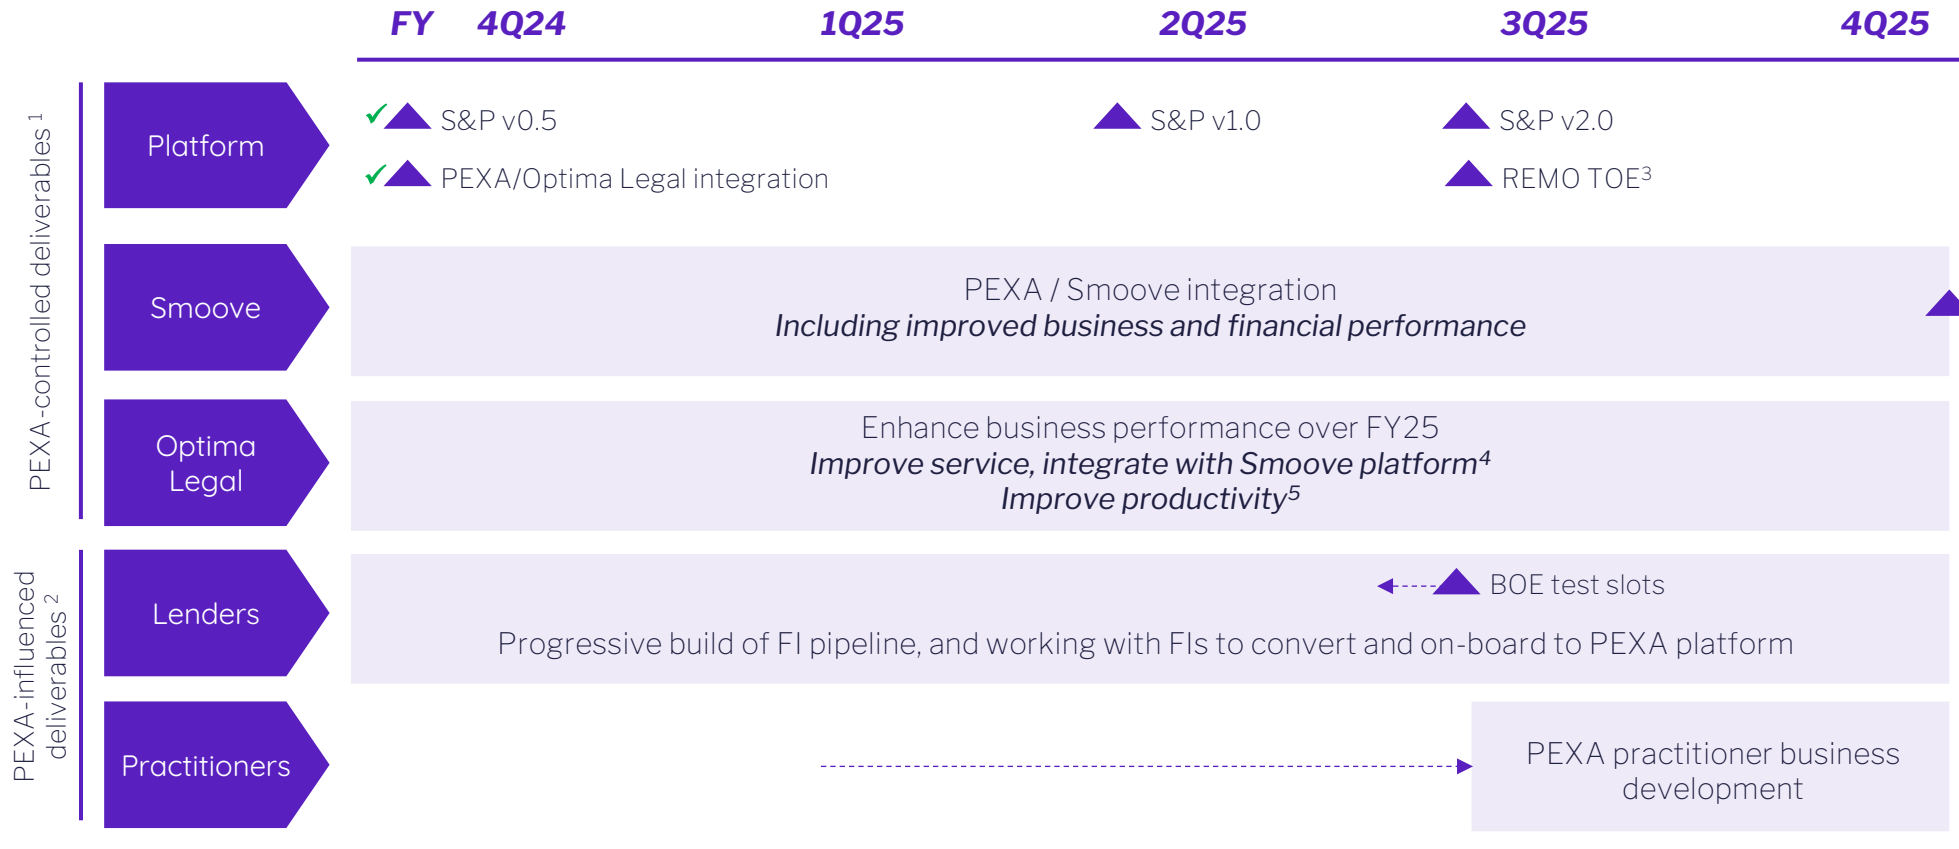 FY 4Q24 1Q25 2Q25 3Q25 4Q25
PEXA-controlled deliverables 1
Platform
S&P v0.5
S&P v1.0
S&P v2.0
PEXA/Optima Legal integration
REMO TOE3
Smoove
PEXA / Smoove integration
Including improved business and financial performance
Optima
Legal
Enhance business performance over FY25
Improve service, integrate with Smoove platform4
Improve productivity5
PEXA-influenced
deliverables 2
Lenders
BOE test slots
Progressive build of FI pipeline, and working with FIs to convert and on-board to PEXA platform
Practitioners
PEXA practitioner business
development